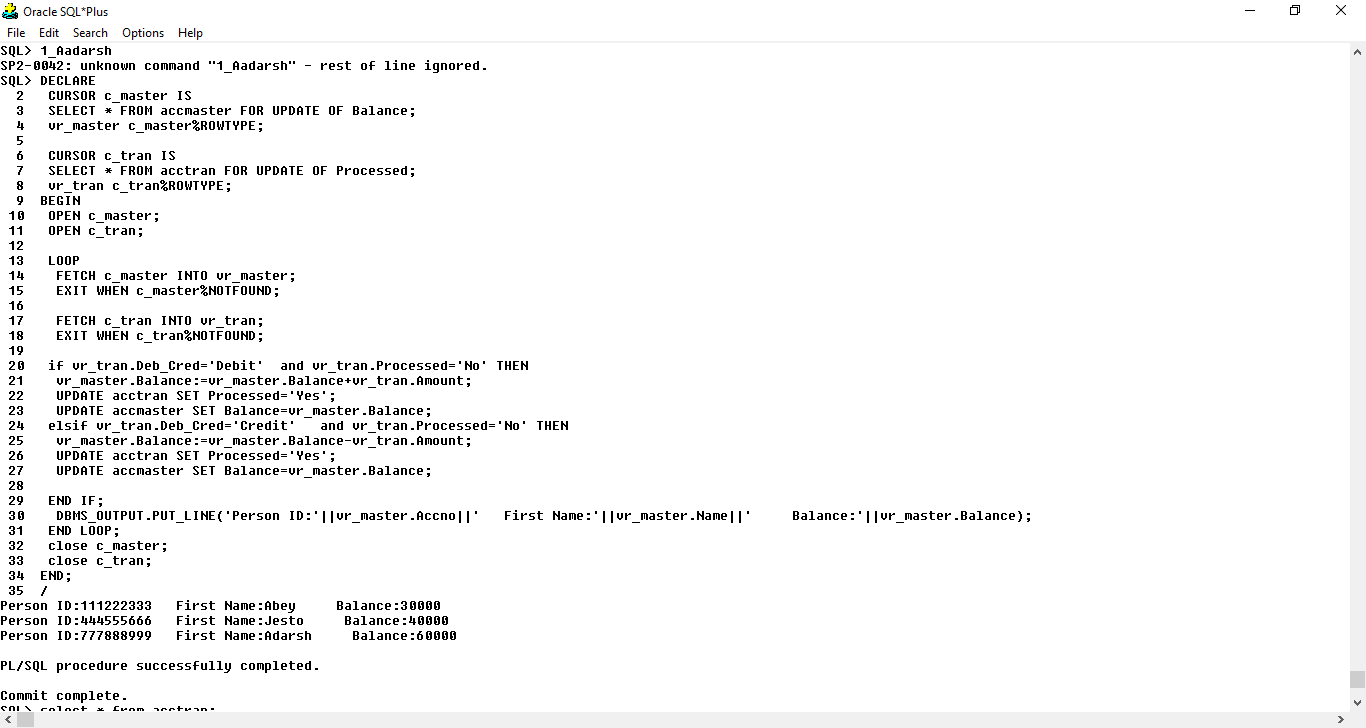 Oracle SQL*Plus
File Edit Search Options Help
SQL> 1_Aadarsh
SP2-0042: unknown command "1_Aadarsh" - rest of line ignored.
SQL> DECLARE
2 CURSOR c_master IS
3 SELECT * FROM accmaster FOR UPDATE OF Balance;
4 vr_master c_master%ROWTYPE;
5
6 CURSOR c_tran IS
7 SELECT * FROM acctran FOR UPDATE OF Processed;
8 vr_tran c_tran%ROWTYPE;
9 BEGIN
10 OPEN c_master;
11 OPEN c_tran;
12
13 LOOP
14 FETCH c_master INTO vr_master;
15 EXIT WHEN c_master%NOTFOUND;
16
17 FETCH c_tran INTO vr_tran;
18 EXIT WHEN c_tran%NOTFOUND;
19
20 if vr_tran.Deb_Cred='Debit' and vr_tran.Processed='No' THEN
21 vr_master.Balance:=vr_master.Balance+vr_tran.Amount;
22 UPDATE acctran SET Processed='Yes';
23 UPDATE accmaster SET Balance=vr_master.Balance;
24 elsif vr_tran.Deb_Cred='Credit' and vr_tran.Processed='No' THEN
25 vr_master.Balance:=vr_master.Balance-vr_tran.Amount;
26 UPDATE acctran SET Processed='Yes';
27 UPDATE accmaster SET Balance=vr_master.Balance;
28
29 END IF;
30 DBMS_OUTPUT.PUT_LINE('Person ID:'||vr_master.Accno||' First Name:'||vr_master.Name||' Balance:'||vr_master.Balance);
31 END LOOP;
32 close c_master;
33 close c_tran;
34 END;
35 /
Person ID:111222333 First Name:Abey Balance:30000
Person ID:444555666 First Name:Jesto Balance:40000
Person ID:777888999 First Name:Adarsh Balance:60000
PL/SQL procedure successfully completed.
Commit complete.
SQL> select * from acctran;